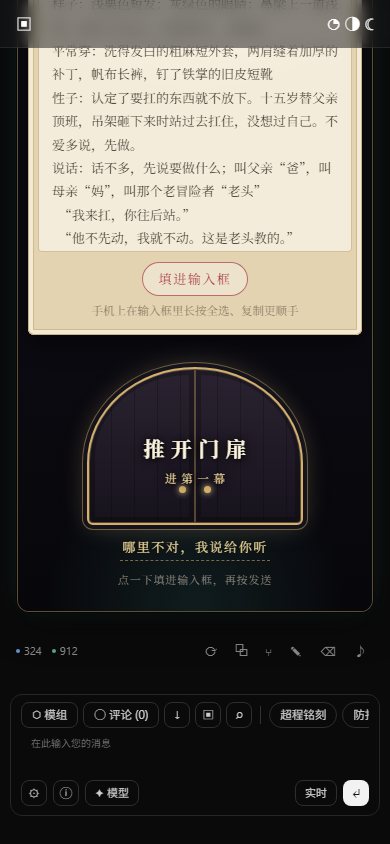 平常穿：洗得发白的粗麻短外套，两肩缝着加厚的
补丁，帆布长裤，钉了铁掌的旧皮短靴
性子：认定了要扛的东西就不放下。十五岁替父亲
顶班，吊架砸下来时站过去扛住，没想过自己。不
爱多说，先做。
说话：话不多，先说要做什么；叫父亲“爸”，叫
母亲“妈”，叫那个老冒险者“老头”
“我来扛，你往后站。”
“他不先动，我就不动。这是老头教的。”
填进输入框
手机上在输入框里长按全选、复制更顺手
推开门扉
进第一幕
哪里不对，我说给你听
点一下填进输入框，再按发送
324 912
模组 评论 (0) 超程铭刻
在此输入您的消息
模型 实时